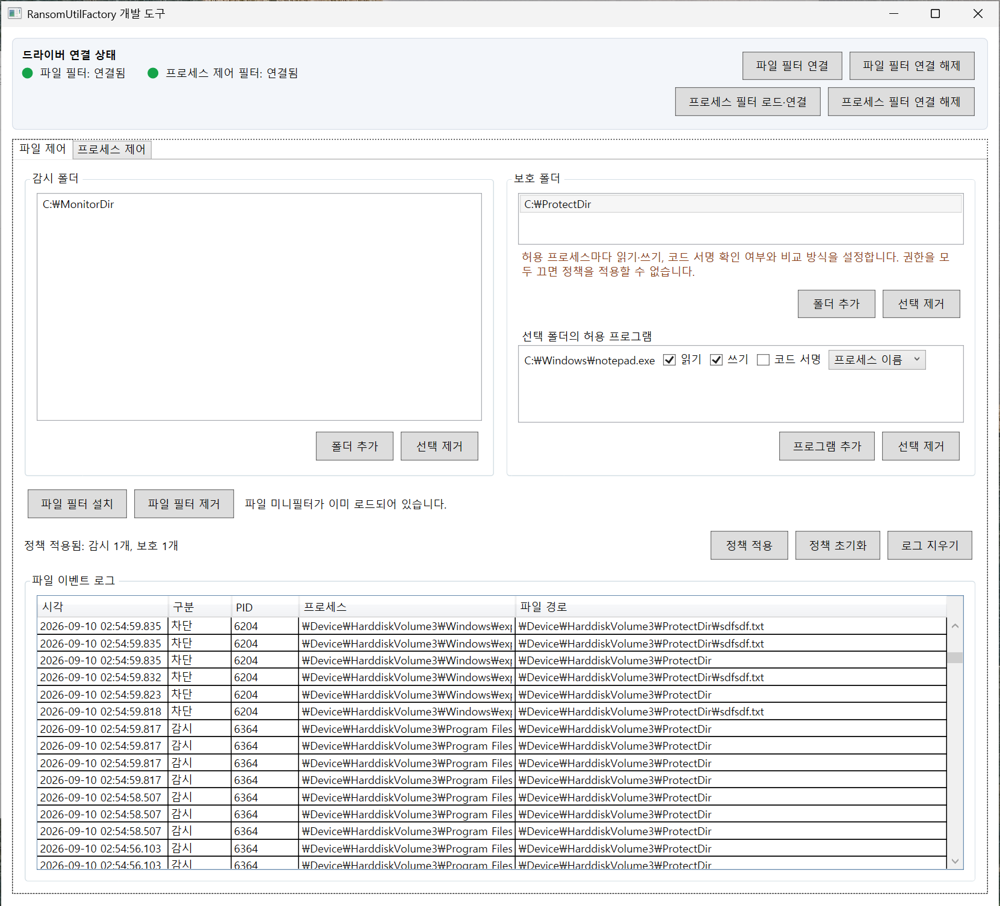 RansomUtilFactory 개발 도구
드라이버 연결 상태
파일 필터: 연결됨
프로세스 제어 필터: 연결됨
파일 필터 연결
파일 필터 연결 해제
프로세스 필터 로드·연결
프로세스 필터 연결 해제
파일 제어
프로세스 제어
감시 폴더
C:₩MonitorDir
폴더 추가
선택 제거
보호 폴더
C:₩ProtectDir
허용 프로세스마다 읽기·쓰기, 코드 서명 확인 여부와 비교 방식을 설정합니다. 권한을 모
두 끄면 정책을 적용할 수 없습니다.
폴더 추가
선택 제거
선택 폴더의 허용 프로그램
C:₩Windows₩notepad.exe 읽기 쓰기 코드 서명 프로세스 이름
프로그램 추가
선택 제거
파일 필터 설치
파일 필터 제거
파일 미니필터가 이미 로드되어 있습니다.
정책 적용됨: 감시 1개, 보호 1개
정책 적용
정책 초기화
로그 지우기
파일 이벤트 로그
시각 구분 PID 프로세스 파일 경로
2026-09-10 02:54:59.835 차단 6204 ₩Device₩HarddiskVolume3₩Windows₩exp ₩Device₩HarddiskVolume3₩ProtectDir₩sdfsdf.txt
2026-09-10 02:54:59.835 차단 6204 ₩Device₩HarddiskVolume3₩Windows₩exp ₩Device₩HarddiskVolume3₩ProtectDir₩sdfsdf.txt
2026-09-10 02:54:59.835 차단 6204 ₩Device₩HarddiskVolume3₩Windows₩exp ₩Device₩HarddiskVolume3₩ProtectDir
2026-09-10 02:54:59.832 차단 6204 ₩Device₩HarddiskVolume3₩Windows₩exp ₩Device₩HarddiskVolume3₩ProtectDir₩sdfsdf.txt
2026-09-10 02:54:59.823 차단 6204 ₩Device₩HarddiskVolume3₩Windows₩exp ₩Device₩HarddiskVolume3₩ProtectDir
2026-09-10 02:54:59.818 차단 6204 ₩Device₩HarddiskVolume3₩Windows₩exp ₩Device₩HarddiskVolume3₩ProtectDir₩sdfsdf.txt
2026-09-10 02:54:59.817 감시 6364 ₩Device₩HarddiskVolume3₩Program Files ₩Device₩HarddiskVolume3₩ProtectDir
2026-09-10 02:54:59.817 감시 6364 ₩Device₩HarddiskVolume3₩Program Files ₩Device₩HarddiskVolume3₩ProtectDir
2026-09-10 02:54:59.817 감시 6364 ₩Device₩HarddiskVolume3₩Program Files ₩Device₩HarddiskVolume3₩ProtectDir
2026-09-10 02:54:59.817 감시 6364 ₩Device₩HarddiskVolume3₩Program Files ₩Device₩HarddiskVolume3₩ProtectDir
2026-09-10 02:54:58.507 감시 6364 ₩Device₩HarddiskVolume3₩Program Files ₩Device₩HarddiskVolume3₩ProtectDir
2026-09-10 02:54:58.507 감시 6364 ₩Device₩HarddiskVolume3₩Program Files ₩Device₩HarddiskVolume3₩ProtectDir
2026-09-10 02:54:58.507 감시 6364 ₩Device₩HarddiskVolume3₩Program Files ₩Device₩HarddiskVolume3₩ProtectDir
2026-09-10 02:54:56.103 감시 6364 ₩Device₩HarddiskVolume3₩Program Files ₩Device₩HarddiskVolume3₩ProtectDir
2026-09-10 02:54:56.103 감시 6364 ₩Device₩HarddiskVolume3₩Program Files ₩Device₩HarddiskVolume3₩ProtectDir